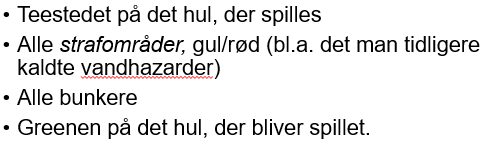 • Teestedet på det hul, der spilles
• Alle strafområder, gul/rød (bl.a. det man tidligere
kaldte vandhazarder)
• Alle bunkere
• Greenen på det hul, der bliver spillet.